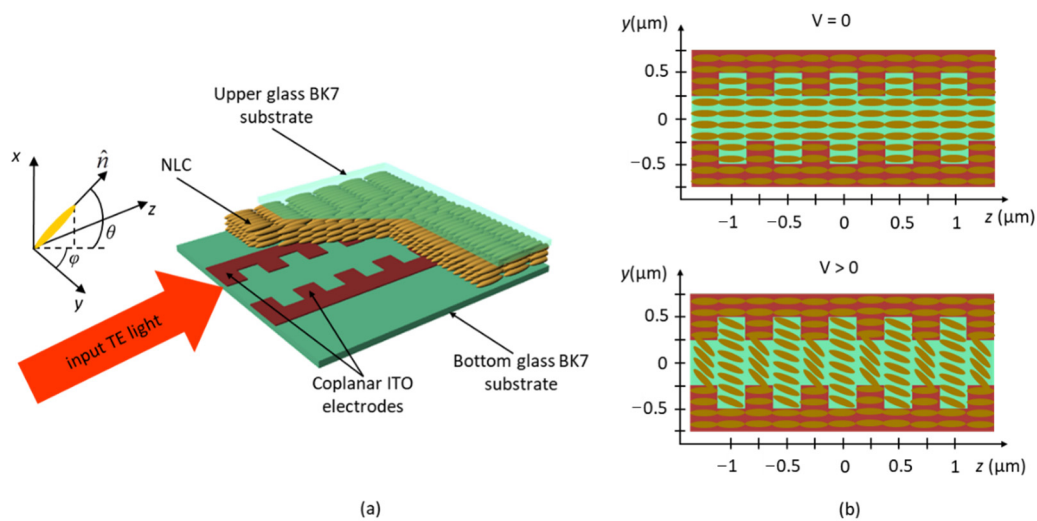 Upper glass BK7
substrate
NLC
x
n̂
z
θ
φ
y
input TE light
Coplanar ITO
electrodes
Bottom glass BK7
substrate
(a)
y(μm)
V = 0
0.5
0
−0.5
−1 −0.5 0 0.5 1
z (μm)
y(μm)
V > 0
0.5
0
−0.5
−1 −0.5 0 0.5 1 z (μm)
(b)